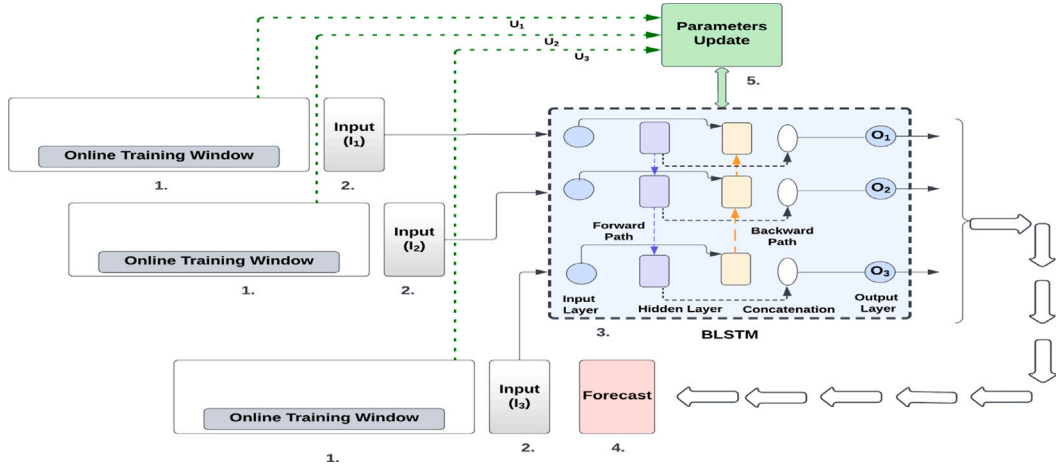 Parameters
Update
U₁
U₂
U₃
5.
Online Training Window
1.
Input
(I₁)
2.
Online Training Window
1.
Input
(I₂)
2.
O₁
O₂
O₃
Forward
Path
Backward
Path
Input
Layer
Hidden Layer
Concatenation
Output
Layer
3.
BLSTM
Online Training Window
1.
Input
(I₃)
2.
Forecast
4.